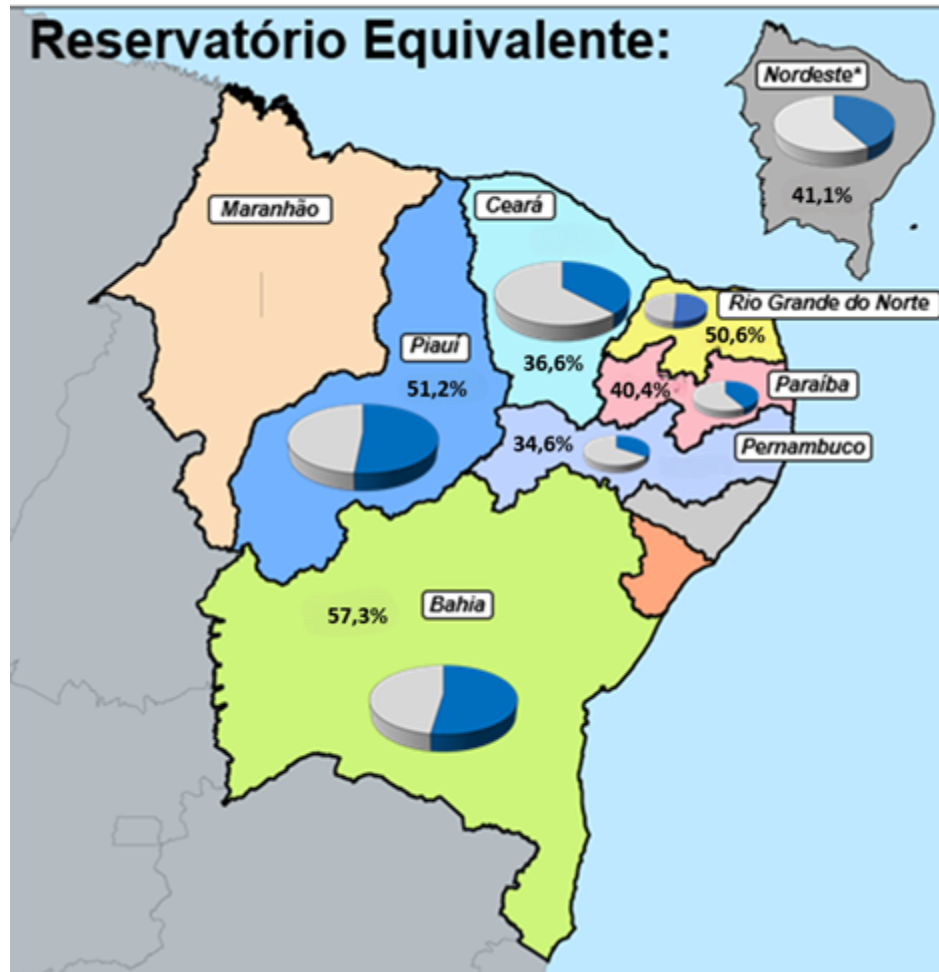 Reservatório Equivalente:
Nordeste*
41,1%
Maranhão
Ceará
36,6%
Rio Grande do Norte
50,6%
Piauí
51,2%
40,4%
Paraíba
34,6%
Pernambuco
57,3%
Bahia